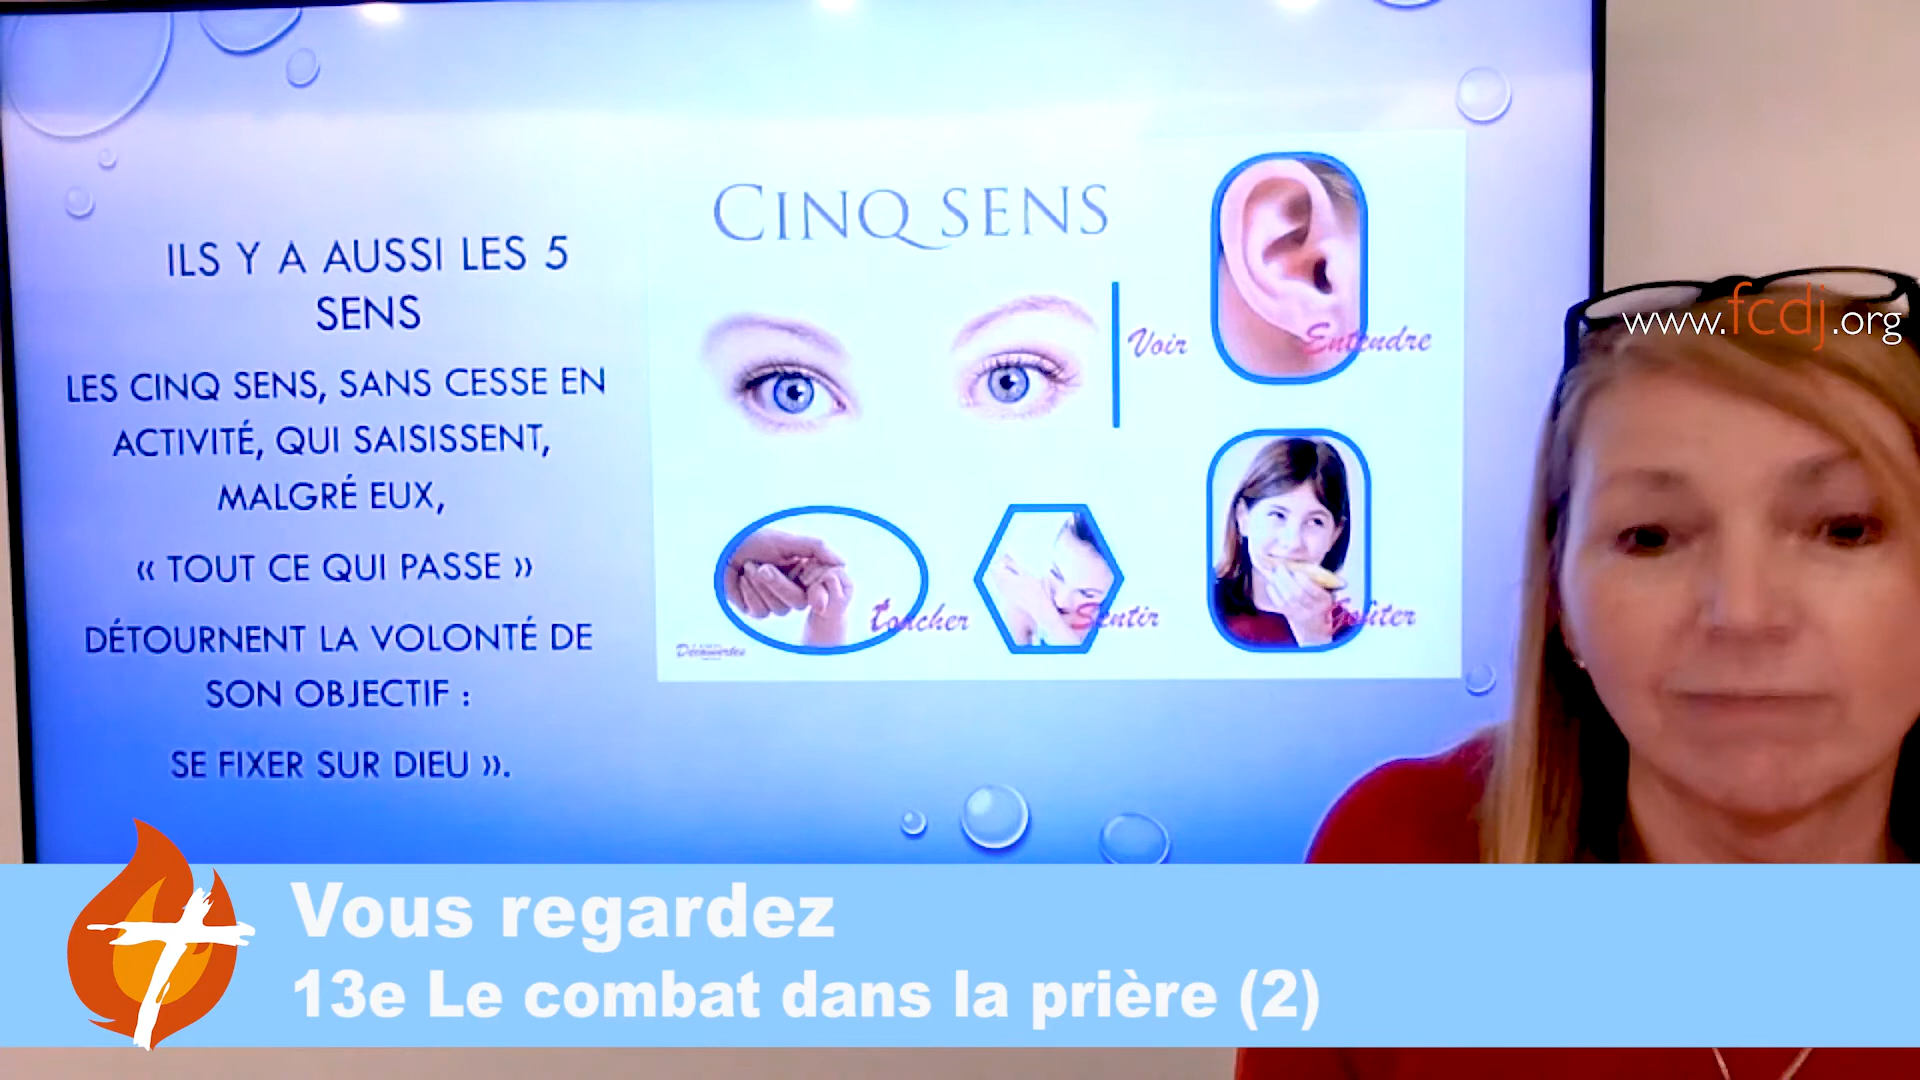 ILS Y A AUSSI LES 5
SENS
LES CINQ SENS, SANS CESSE EN
ACTIVITÉ, QUI SAISISSENT,
MALGRÉ EUX,
« TOUT CE QUI PASSE »
DÉTOURNENT LA VOLONTÉ DE
SON OBJECTIF :
SE FIXER SUR DIEU ».
CINQ SENS
Voir
Entendre
toucher
Sentir
Goûter
Découvertes
www.fcdj.org
Vous regardez
13e Le combat dans la prière (2)